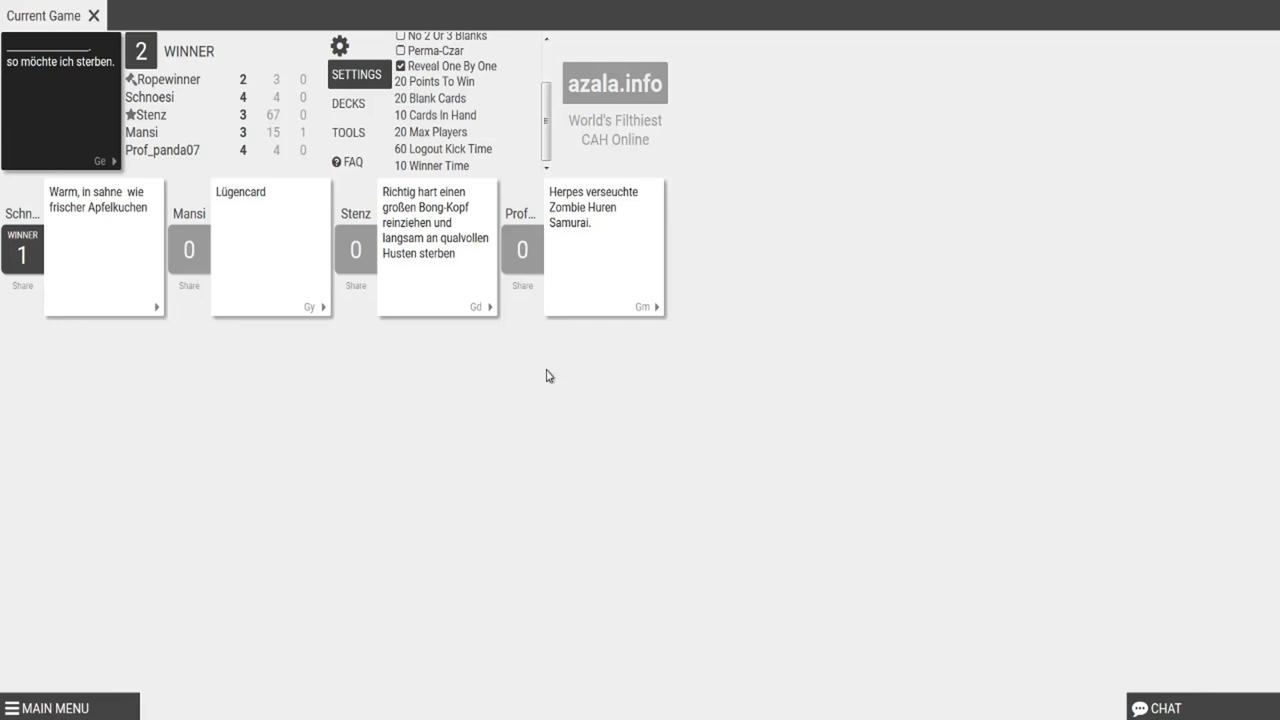 Current Game
______________.
so möchte ich sterben.
Ge
2 WINNER
Ropewinner 2 3 0
Schnoesi 4 4 0
Stenz 3 67 0
Mansi 3 15 1
Prof_panda07 4 4 0
SETTINGS
DECKS
TOOLS
FAQ
No 2 Or 3 Blanks
Perma-Czar
Reveal One By One
20 Points To Win
20 Blank Cards
10 Cards In Hand
20 Max Players
60 Logout Kick Time
10 Winner Time
azala.info
World's Filthiest
CAH Online
Schn...
WINNER
1
Share
Warm, in sahne wie
frischer Apfelkuchen
Mansi
0
Share
Lügencard
Gy
Stenz
0
Share
Richtig hart einen
großen Bong-Kopf
reinziehen und
langsam an qualvollen
Husten sterben
Gd
Prof...
0
Share
Herpes verseuchte
Zombie Huren
Samurai.
Gm
MAIN MENU
CHAT